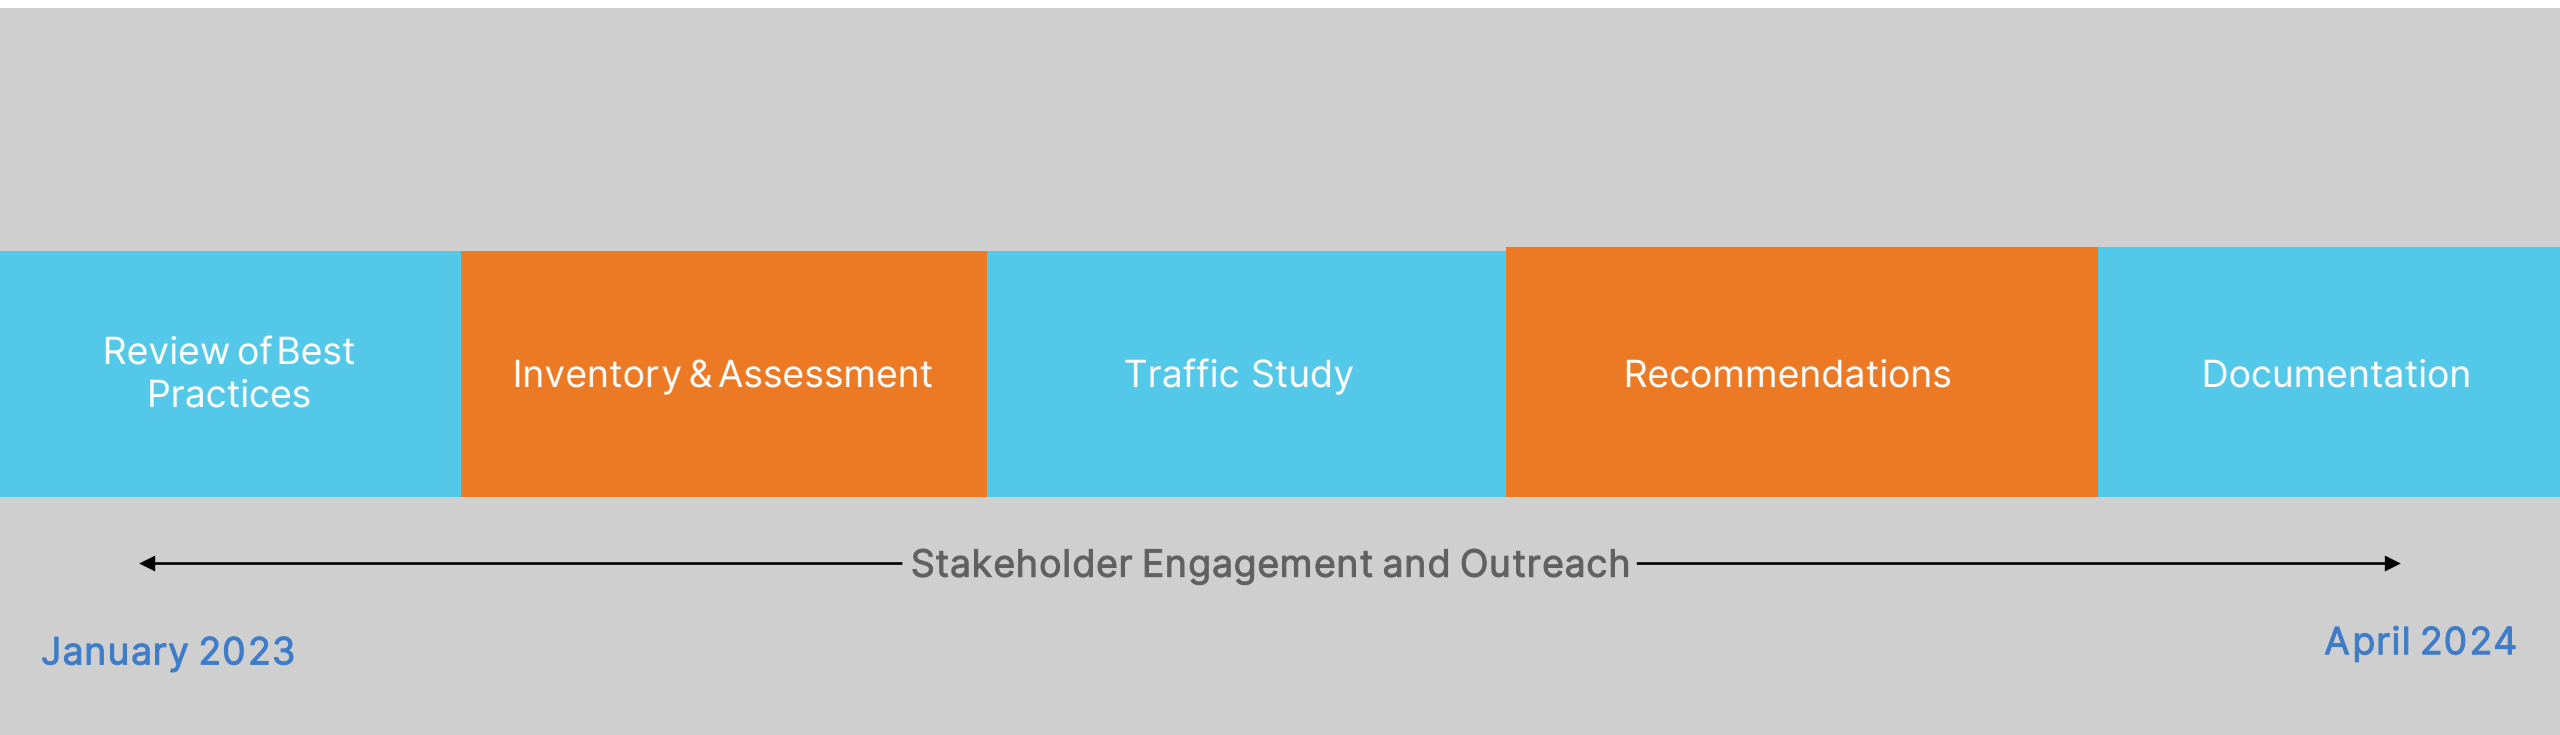 Review of Best
Practices
Inventory & Assessment
Traffic Study
Recommendations
Documentation
Stakeholder Engagement and Outreach
January 2023
April 2024